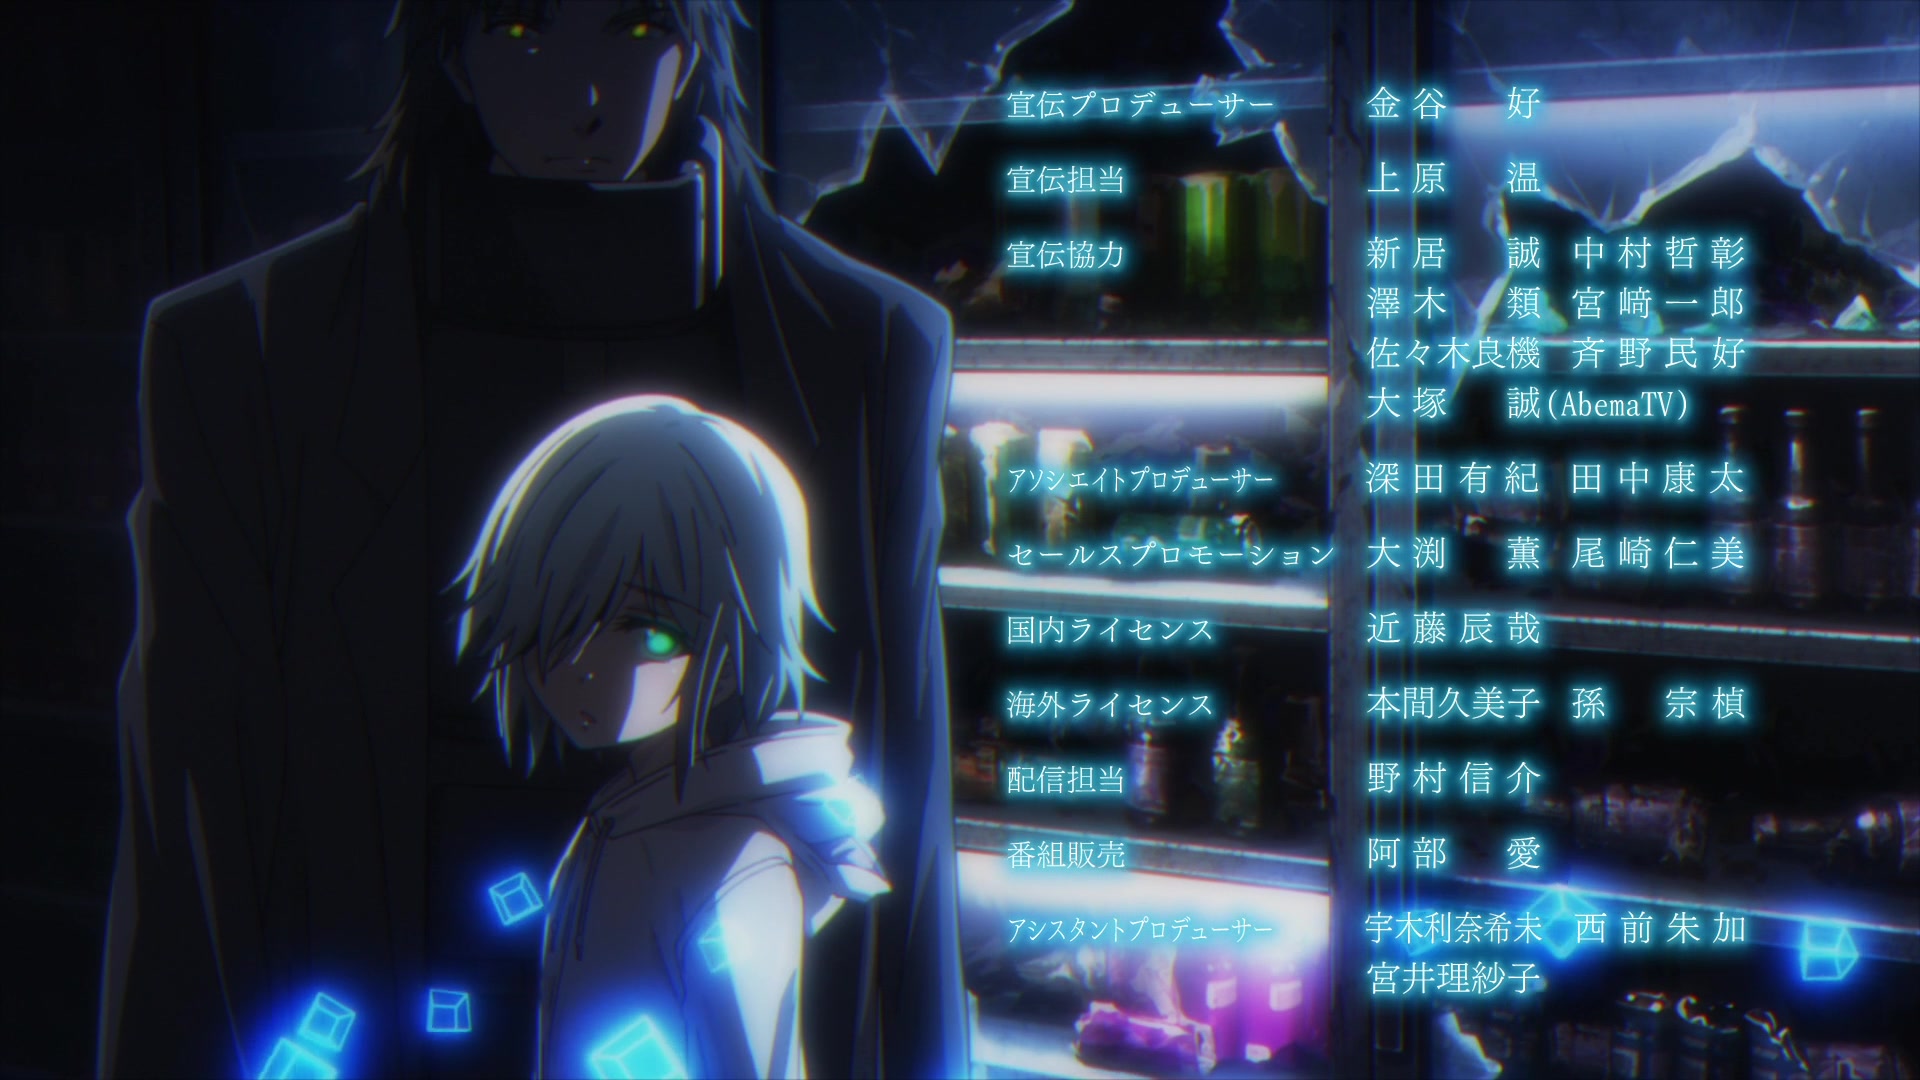 宣伝プロデューサー 金谷 好
宣伝担当 上原 温
宣伝協力 新居 誠 中村哲彰
澤木 類 宮﨑一郎
佐々木良機 斉野民好
大塚 誠(AbemaTV)
アソシエイトプロデューサー 深田有紀 田中康太
セールスプロモーション 大渕 薫 尾崎仁美
国内ライセンス 近藤辰哉
海外ライセンス 本間久美子 孫 宗楨
配信担当 野村信介
番組販売 阿部 愛
アシスタントプロデューサー 宇木利奈希未 西前朱加
宮井理紗子